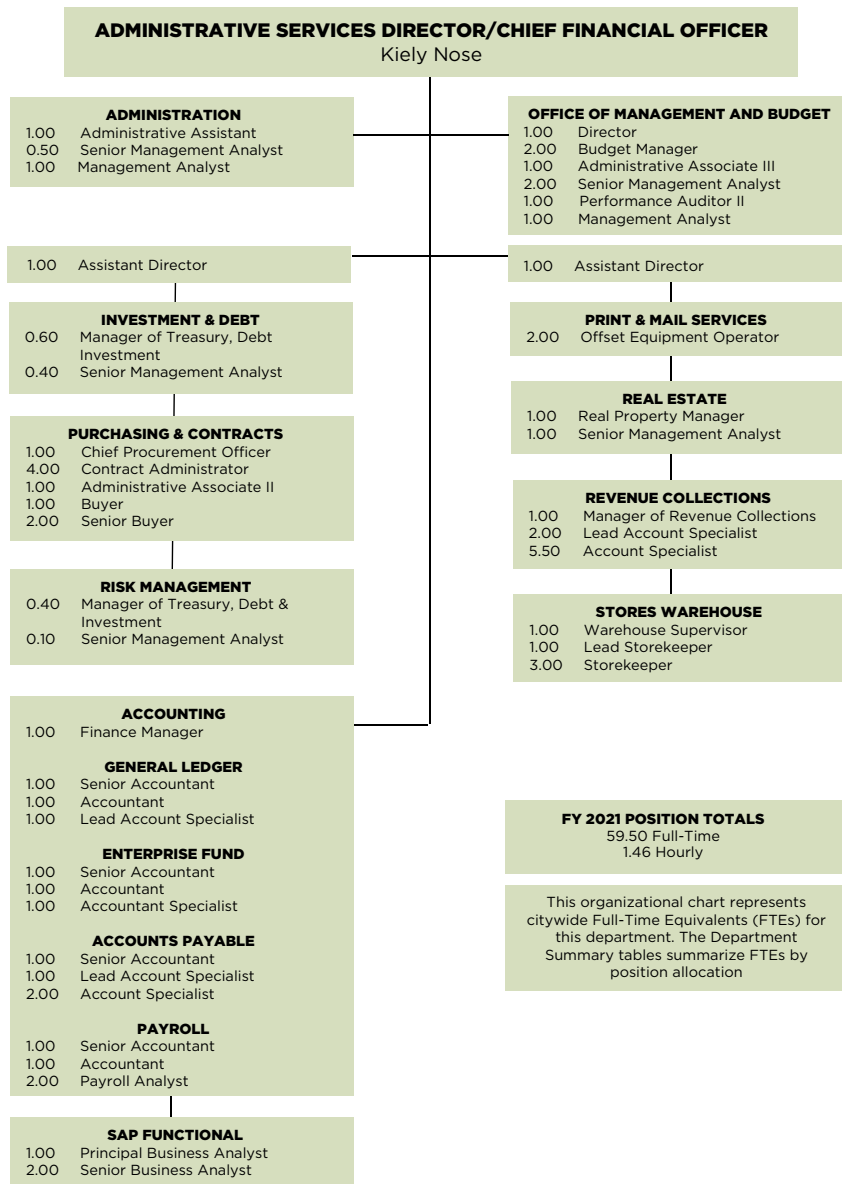 ADMINISTRATIVE SERVICES DIRECTOR/CHIEF FINANCIAL OFFICER
Kiely Nose
ADMINISTRATION
1.00 Administrative Assistant
0.50 Senior Management Analyst
1.00 Management Analyst
OFFICE OF MANAGEMENT AND BUDGET
1.00 Director
2.00 Budget Manager
1.00 Administrative Associate III
2.00 Senior Management Analyst
1.00 Performance Auditor II
1.00 Management Analyst
1.00 Assistant Director
INVESTMENT & DEBT
0.60 Manager of Treasury, Debt
Investment
0.40 Senior Management Analyst
PURCHASING & CONTRACTS
1.00 Chief Procurement Officer
4.00 Contract Administrator
1.00 Administrative Associate II
1.00 Buyer
2.00 Senior Buyer
RISK MANAGEMENT
0.40 Manager of Treasury, Debt &
Investment
0.10 Senior Management Analyst
1.00 Assistant Director
PRINT & MAIL SERVICES
2.00 Offset Equipment Operator
REAL ESTATE
1.00 Real Property Manager
1.00 Senior Management Analyst
REVENUE COLLECTIONS
1.00 Manager of Revenue Collections
2.00 Lead Account Specialist
5.50 Account Specialist
STORES WAREHOUSE
1.00 Warehouse Supervisor
1.00 Lead Storekeeper
3.00 Storekeeper
ACCOUNTING
1.00 Finance Manager
GENERAL LEDGER
1.00 Senior Accountant
1.00 Accountant
1.00 Lead Account Specialist
ENTERPRISE FUND
1.00 Senior Accountant
1.00 Accountant
1.00 Accountant Specialist
ACCOUNTS PAYABLE
1.00 Senior Accountant
1.00 Lead Account Specialist
2.00 Account Specialist
PAYROLL
1.00 Senior Accountant
1.00 Accountant
2.00 Payroll Analyst
SAP FUNCTIONAL
1.00 Principal Business Analyst
2.00 Senior Business Analyst
FY 2021 POSITION TOTALS
59.50 Full-Time
1.46 Hourly
This organizational chart represents
citywide Full-Time Equivalents (FTEs) for
this department. The Department
Summary tables summarize FTEs by
position allocation